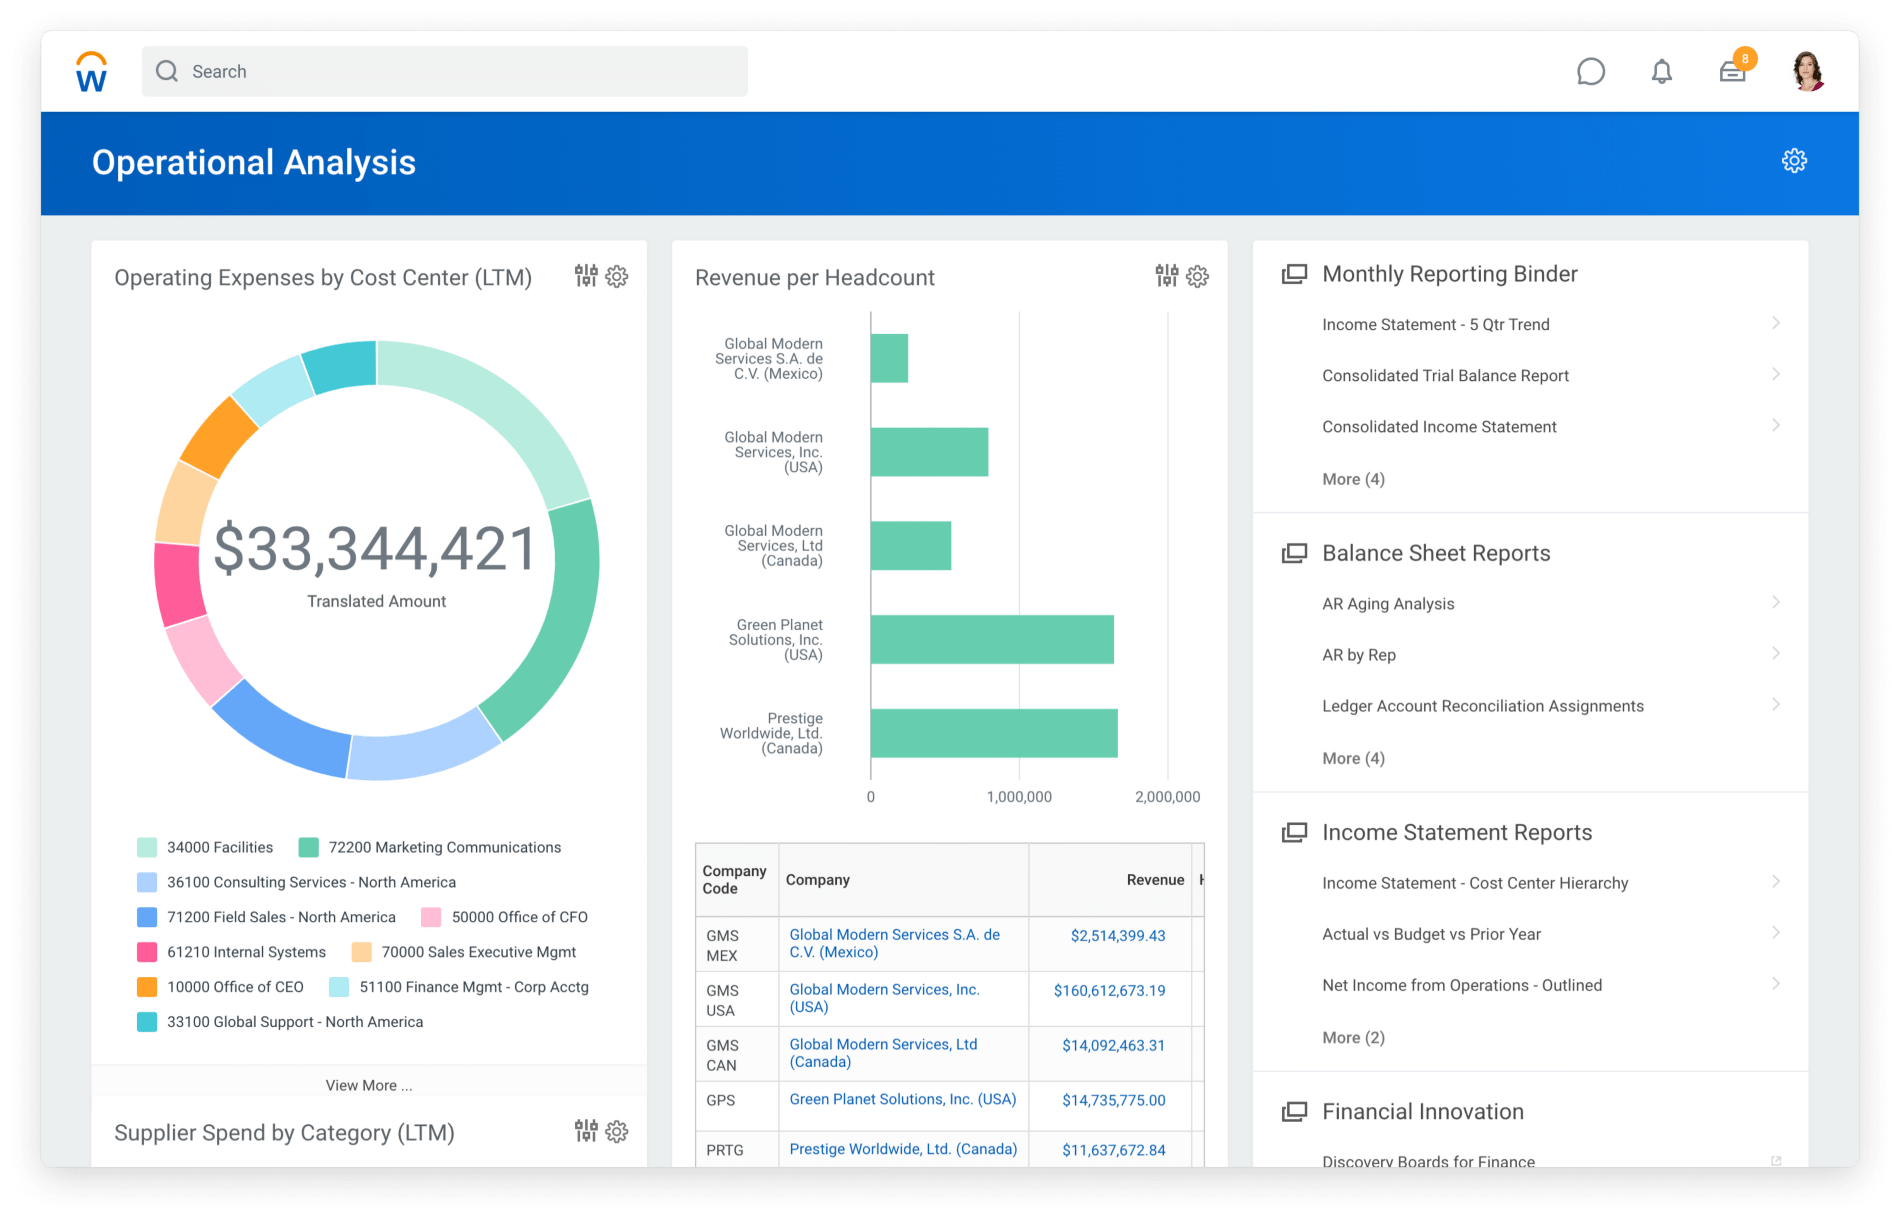 W
Search
8
Operational Analysis
Operating Expenses by Cost Center (LTM)
$33,344,421
Translated Amount
34000 Facilities
72200 Marketing Communications
36100 Consulting Services - North America
71200 Field Sales - North America
50000 Office of CFO
61210 Internal Systems
70000 Sales Executive Mgmt
10000 Office of CEO
51100 Finance Mgmt - Corp Acctg
33100 Global Support - North America
View More ...
Supplier Spend by Category (LTM)
Revenue per Headcount
Global Modern
Services S.A. de
C.V. (Mexico)
Global Modern
Services, Inc.
(USA)
Global Modern
Services, Ltd
(Canada)
Green Planet
Solutions, Inc.
(USA)
Prestige
Worldwide, Ltd.
(Canada)
0 1,000,000 2,000,000
Company
Code
Company
Revenue
GMS
MEX
Global Modern Services S.A. de
C.V. (Mexico)
$2,514,399.43
GMS
USA
Global Modern Services, Inc.
(USA)
$160,612,673.19
GMS
CAN
Global Modern Services, Ltd
(Canada)
$14,092,463.31
GPS
Green Planet Solutions, Inc. (USA)
$14,735,775.00
PRTG
Prestige Worldwide, Ltd. (Canada)
$11,637,672.84
Monthly Reporting Binder
Income Statement - 5 Qtr Trend
Consolidated Trial Balance Report
Consolidated Income Statement
More (4)
Balance Sheet Reports
AR Aging Analysis
AR by Rep
Ledger Account Reconciliation Assignments
More (4)
Income Statement Reports
Income Statement - Cost Center Hierarchy
Actual vs Budget vs Prior Year
Net Income from Operations - Outlined
More (2)
Financial Innovation
Discovery Boards for Finance